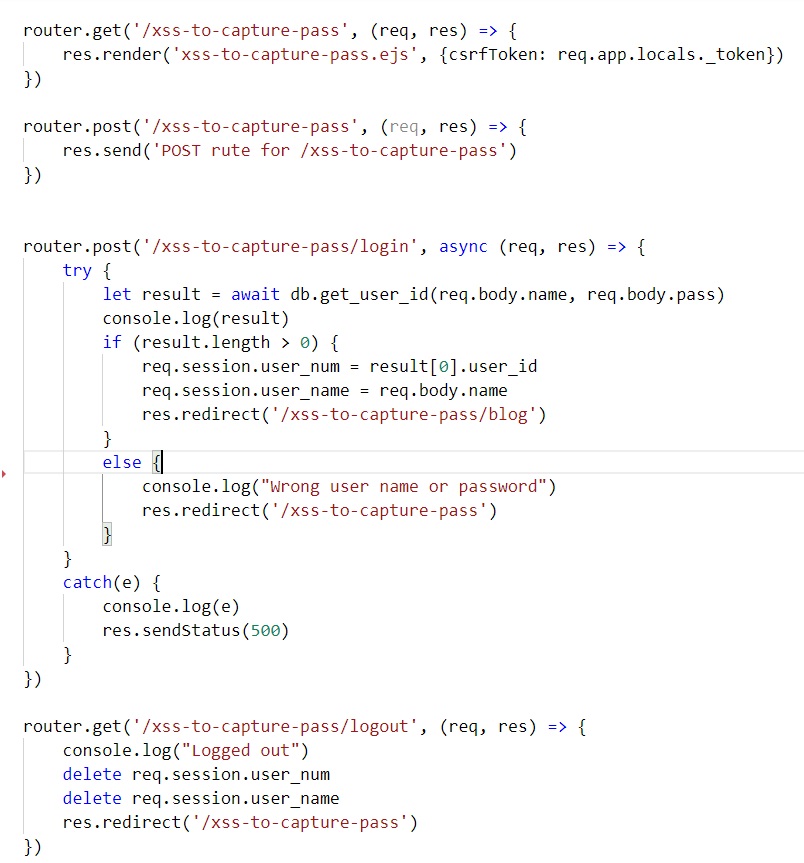 router.get('/xss-to-capture-pass', (req, res) => {
    res.render('xss-to-capture-pass.ejs', {csrfToken: req.app.locals._token})
})

router.post('/xss-to-capture-pass', (req, res) => {
    res.send('POST rute for /xss-to-capture-pass')
})


router.post('/xss-to-capture-pass/login', async (req, res) => {
    try {
        let result = await db.get_user_id(req.body.name, req.body.pass)
        console.log(result)
        if (result.length > 0) {
            req.session.user_num = result[0].user_id
            req.session.user_name = req.body.name
            res.redirect('/xss-to-capture-pass/blog')
        }
        else {
            console.log("Wrong user name or password")
            res.redirect('/xss-to-capture-pass')
        }
    }
    catch(e) {
        console.log(e)
        res.sendStatus(500)
    }
})

router.get('/xss-to-capture-pass/logout', (req, res) => {
    console.log("Logged out")
    delete req.session.user_num
    delete req.session.user_name
    res.redirect('/xss-to-capture-pass')
})